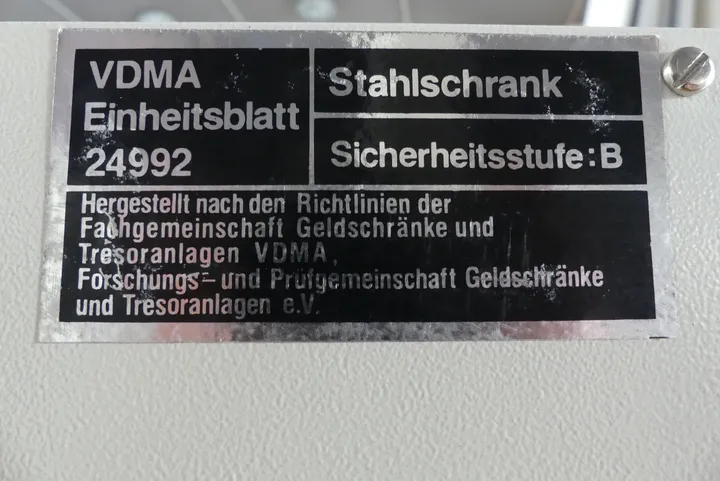 VDMA
Einheitsblatt
24992
Stahlschrank
Sicherheitsstufe: B
Hergestellt nach den Richtlinien der
Fachgemeinschaft Geldschränke und
Tresoranlagen VDMA,
Forschungs- und Prüfgemeinschaft Geldschränke
und Tresoranlagen e.V.